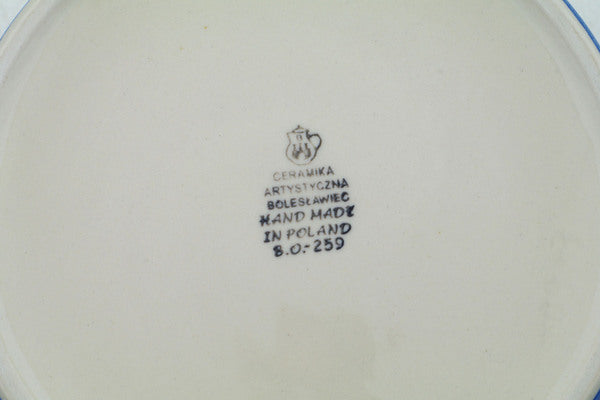 CERAMIKA
ARTYSTYCZNA
BOLESŁAWIEC
HAND MADE
IN POLAND
B.O.-259